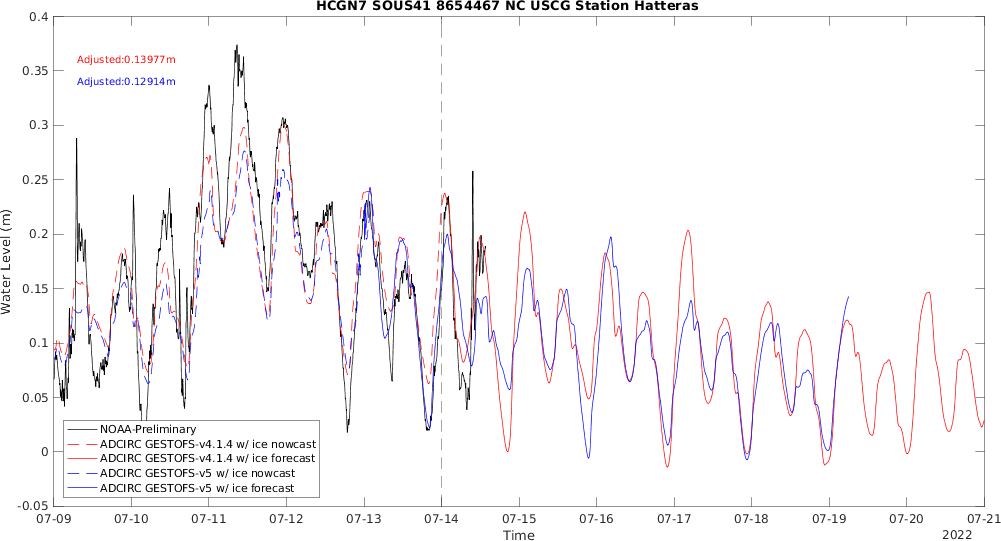 HCGN7 SOUS41 8654467 NC USCG Station Hatteras
0.4
0.35
0.3
0.25
0.2
0.15
0.1
0.05
0
-0.05
Water Level (m)
Adjusted:0.13977m
Adjusted:0.12914m
NOAA-Preliminary
ADCIRC GESTOFS-v4.1.4 w/ ice nowcast
ADCIRC GESTOFS-v4.1.4 w/ ice forecast
ADCIRC GESTOFS-v5 w/ ice nowcast
ADCIRC GESTOFS-v5 w/ ice forecast
07-09 07-10 07-11 07-12 07-13 07-14 07-15 07-16 07-17 07-18 07-19 07-20 07-21
Time
2022